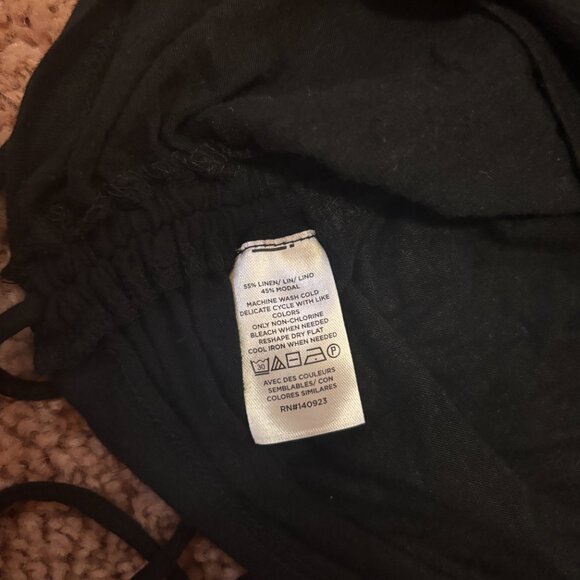 55% LINEN/ LIN/ LINO
45% MODAL
MACHINE WASH COLD
DELICATE CYCLE WITH LIKE
COLORS
ONLY NON-CHLORINE
BLEACH WHEN NEEDED
RESHAPE DRY FLAT
COOL IRON WHEN NEEDED
30 P
AVEC DES COULEURS
SEMBLABLES/ CON
COLORES SIMILARES
RN#140923